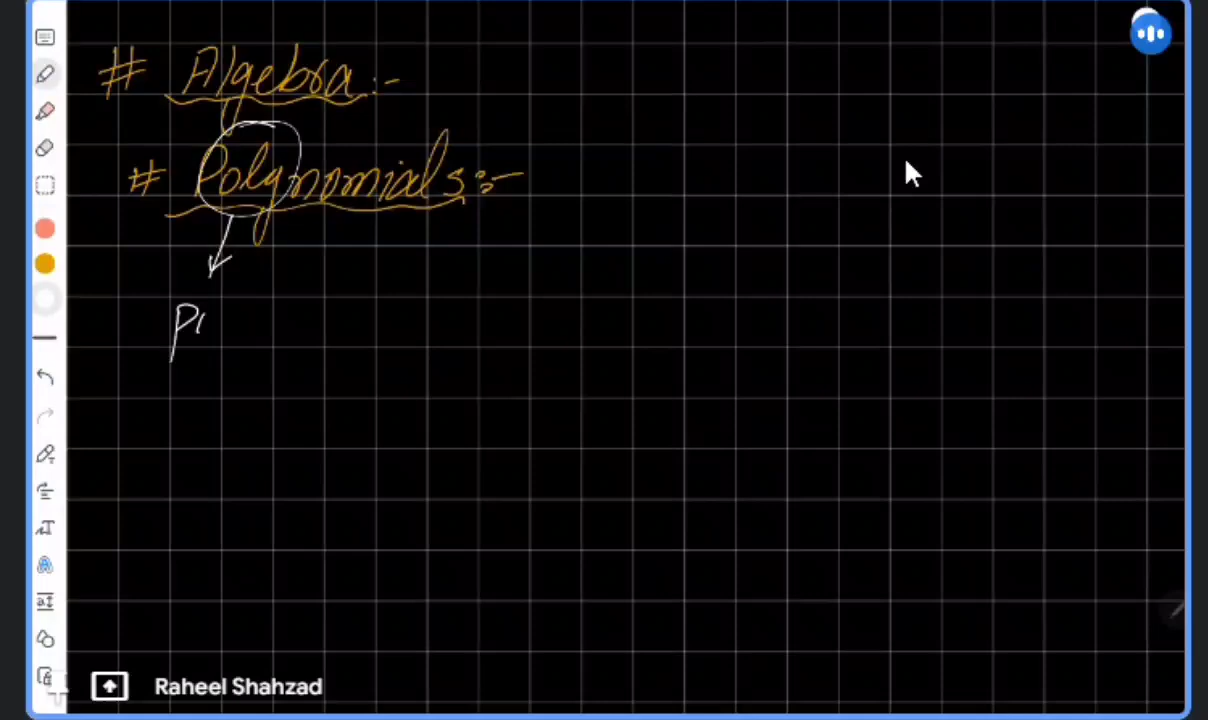 # Algebra :-
# Polynomials :-
Raheel Shahzad